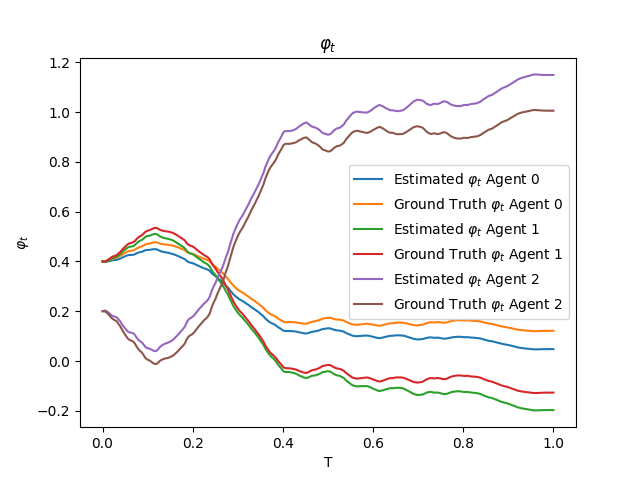 φₜ
1.2
1.0
0.8
0.6
0.4
0.2
0.0
−0.2
φₜ
Estimated φₜ Agent 0
Ground Truth φₜ Agent 0
Estimated φₜ Agent 1
Ground Truth φₜ Agent 1
Estimated φₜ Agent 2
Ground Truth φₜ Agent 2
0.0 0.2 0.4 0.6 0.8 1.0
T